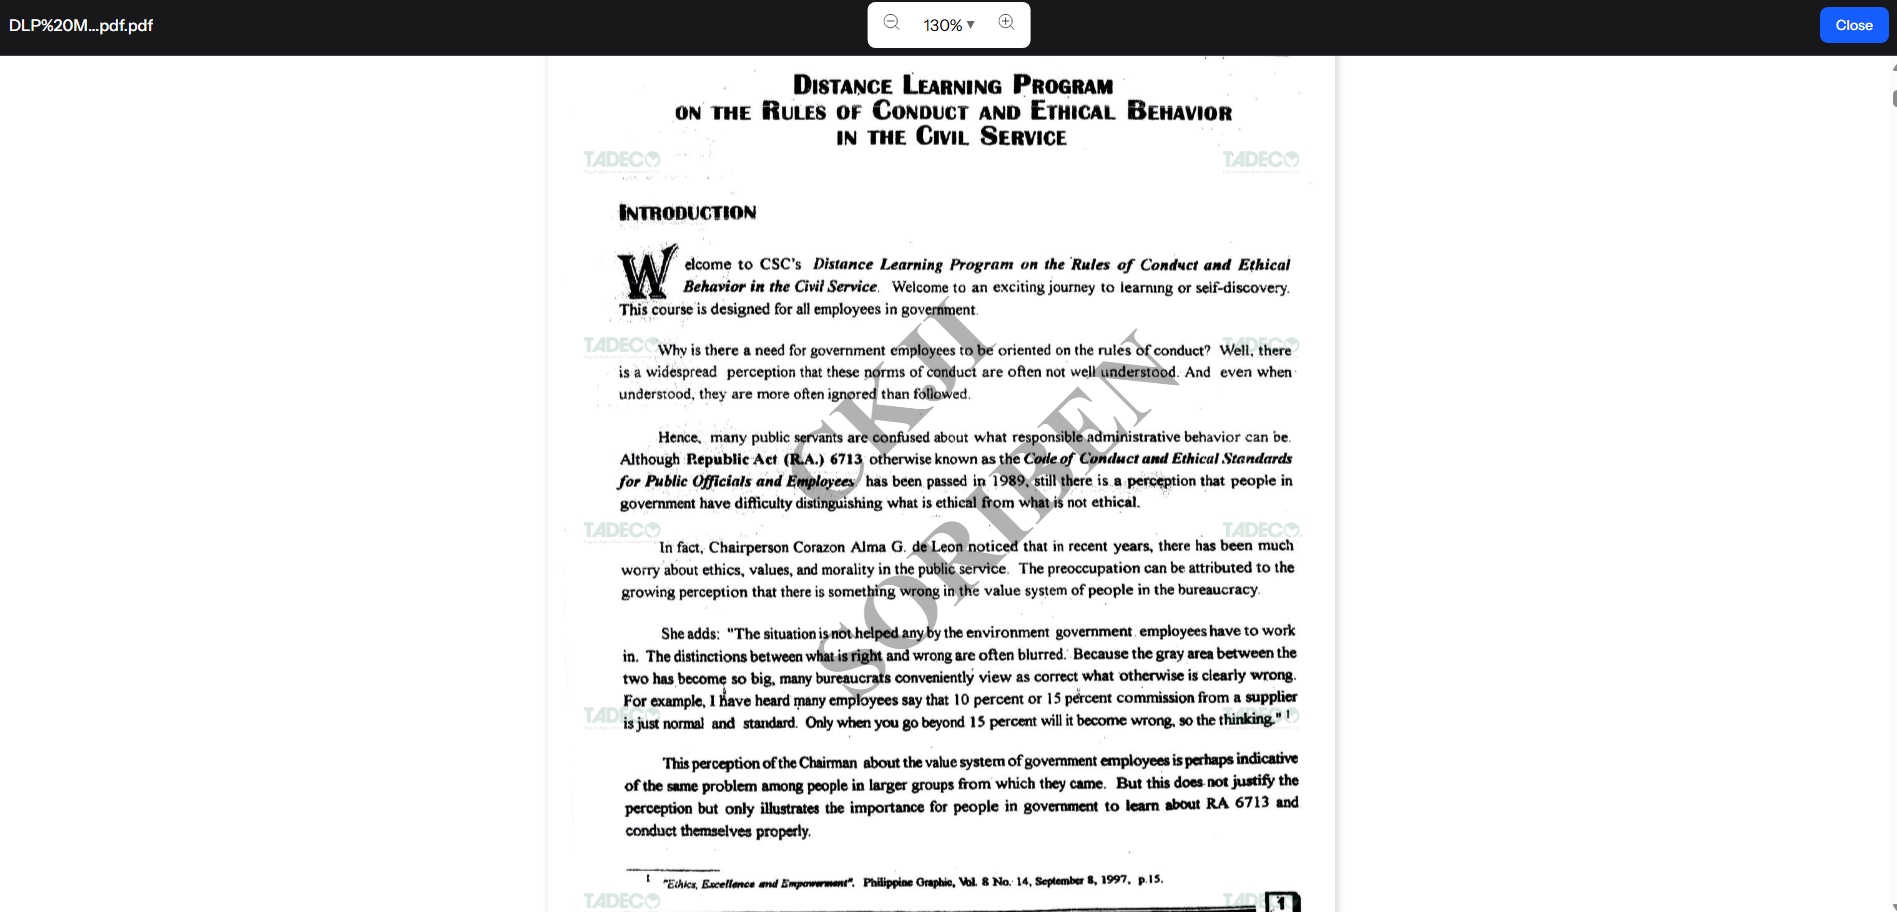 DLP%20M...pdf.pdf
130%
Close
DISTANCE LEARNING PROGRAM
ON THE RULES OF CONDUCT AND ETHICAL BEHAVIOR
IN THE CIVIL SERVICE
TADECO TADECO
INTRODUCTION
Welcome to CSC's Distance Learning Program on the Rules of Conduct and Ethical
Behavior in the Civil Service. Welcome to an exciting journey to learning or self-discovery.
This course is designed for all employees in government.
TADECO TADECO
Why is there a need for government employees to be oriented on the rules of conduct? Well, there
is a widespread perception that these norms of conduct are often not well understood. And even when
understood, they are more often ignored than followed.
CKJI
SORIBEN
Hence, many public servants are confused about what responsible administrative behavior can be.
Although Republic Act (R.A.) 6713 otherwise known as the Code of Conduct and Ethical Standards
for Public Officials and Employees has been passed in 1989, still there is a perception that people in
government have difficulty distinguishing what is ethical from what is not ethical.
TADECO TADECO
In fact, Chairperson Corazon Alma G. de Leon noticed that in recent years, there has been much
worry about ethics, values, and morality in the public service. The preoccupation can be attributed to the
growing perception that there is something wrong in the value system of people in the bureaucracy.
She adds: "The situation is not helped any by the environment government employees have to work
in. The distinctions between what is right and wrong are often blurred. Because the gray area between the
two has become so big, many bureaucrats conveniently view as correct what otherwise is clearly wrong.
For example, I have heard many employees say that 10 percent or 15 percent commission from a supplier
is just normal and standard. Only when you go beyond 15 percent will it become wrong, so the thinking." 1
TADECO TADECO
This perception of the Chairman about the value system of government employees is perhaps indicative
of the same problem among people in larger groups from which they came. But this does not justify the
perception but only illustrates the importance for people in government to learn about RA 6713 and
conduct themselves properly.
1 "Ethics, Excellence and Empowerment". Philippine Graphic, Vol. 8 No. 14, September 8, 1997, p.15.
TADECO TADECO
1